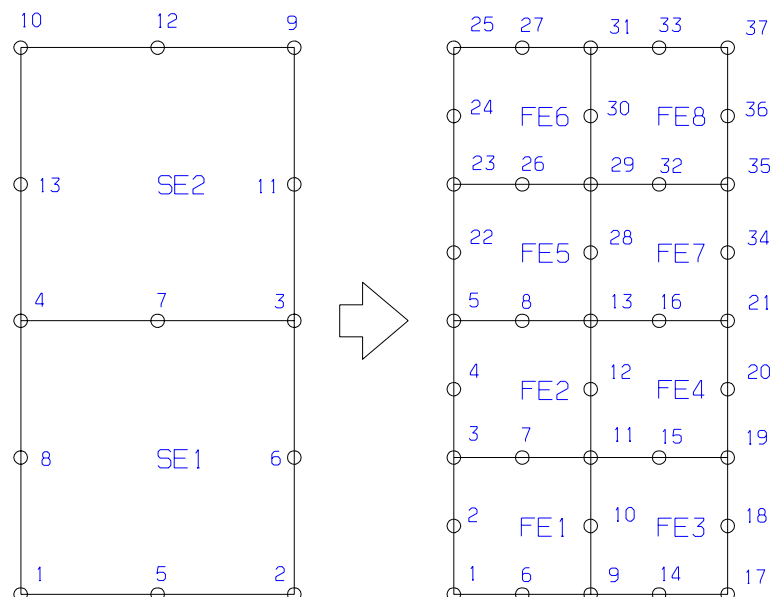 10 12 9
13 SE2 11
4 7 3
8 SE1 6
1 5 2
25 27 31 33 37
24 FE6 30 FE8 36
23 26 29 32 35
22 FE5 28 FE7 34
5 8 13 16 21
4 FE2 12 FE4 20
3 7 11 15 19
2 FE1 10 FE3 18
1 6 9 14 17